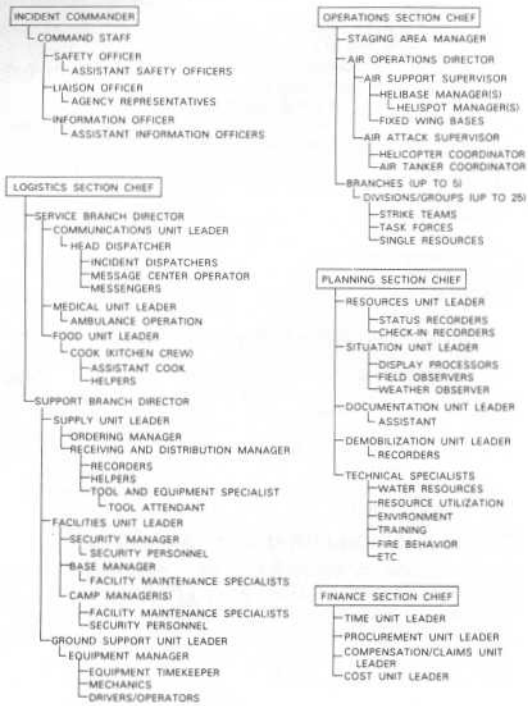 INCIDENT COMMANDER
COMMAND STAFF
SAFETY OFFICER
ASSISTANT SAFETY OFFICERS
LIAISON OFFICER
AGENCY REPRESENTATIVES
INFORMATION OFFICER
ASSISTANT INFORMATION OFFICERS
LOGISTICS SECTION CHIEF
SERVICE BRANCH DIRECTOR
COMMUNICATIONS UNIT LEADER
HEAD DISPATCHER
INCIDENT DISPATCHERS
MESSAGE CENTER OPERATOR
MESSENGERS
MEDICAL UNIT LEADER
AMBULANCE OPERATION
FOOD UNIT LEADER
COOK (KITCHEN CREW)
ASSISTANT COOK
HELPERS
SUPPORT BRANCH DIRECTOR
SUPPLY UNIT LEADER
ORDERING MANAGER
RECEIVING AND DISTRIBUTION MANAGER
RECORDERS
HELPERS
TOOL AND EQUIPMENT SPECIALIST
TOOL ATTENDANT
FACILITIES UNIT LEADER
SECURITY MANAGER
SECURITY PERSONNEL
BASE MANAGER
FACILITY MAINTENANCE SPECIALISTS
CAMP MANAGER(S)
FACILITY MAINTENANCE SPECIALISTS
SECURITY PERSONNEL
GROUND SUPPORT UNIT LEADER
EQUIPMENT MANAGER
EQUIPMENT TIMEKEEPER
MECHANICS
DRIVERS/OPERATORS
OPERATIONS SECTION CHIEF
STAGING AREA MANAGER
AIR OPERATIONS DIRECTOR
AIR SUPPORT SUPERVISOR
HELIBASE MANAGER(S)
HELISPOT MANAGER(S)
FIXED WING BASES
AIR ATTACK SUPERVISOR
HELICOPTER COORDINATOR
AIR TANKER COORDINATOR
BRANCHES (UP TO 5)
DIVISIONS/GROUPS (UP TO 25)
STRIKE TEAMS
TASK FORCES
SINGLE RESOURCES
PLANNING SECTION CHIEF
RESOURCES UNIT LEADER
STATUS RECORDERS
CHECK-IN RECORDERS
SITUATION UNIT LEADER
DISPLAY PROCESSORS
FIELD OBSERVERS
WEATHER OBSERVER
DOCUMENTATION UNIT LEADER
ASSISTANT
DEMOBILIZATION UNIT LEADER
RECORDERS
TECHNICAL SPECIALISTS
WATER RESOURCES
RESOURCE UTILIZATION
ENVIRONMENT
TRAINING
FIRE BEHAVIOR
ETC.
FINANCE SECTION CHIEF
TIME UNIT LEADER
PROCUREMENT UNIT LEADER
COMPENSATION/CLAIMS UNIT
LEADER
COST UNIT LEADER